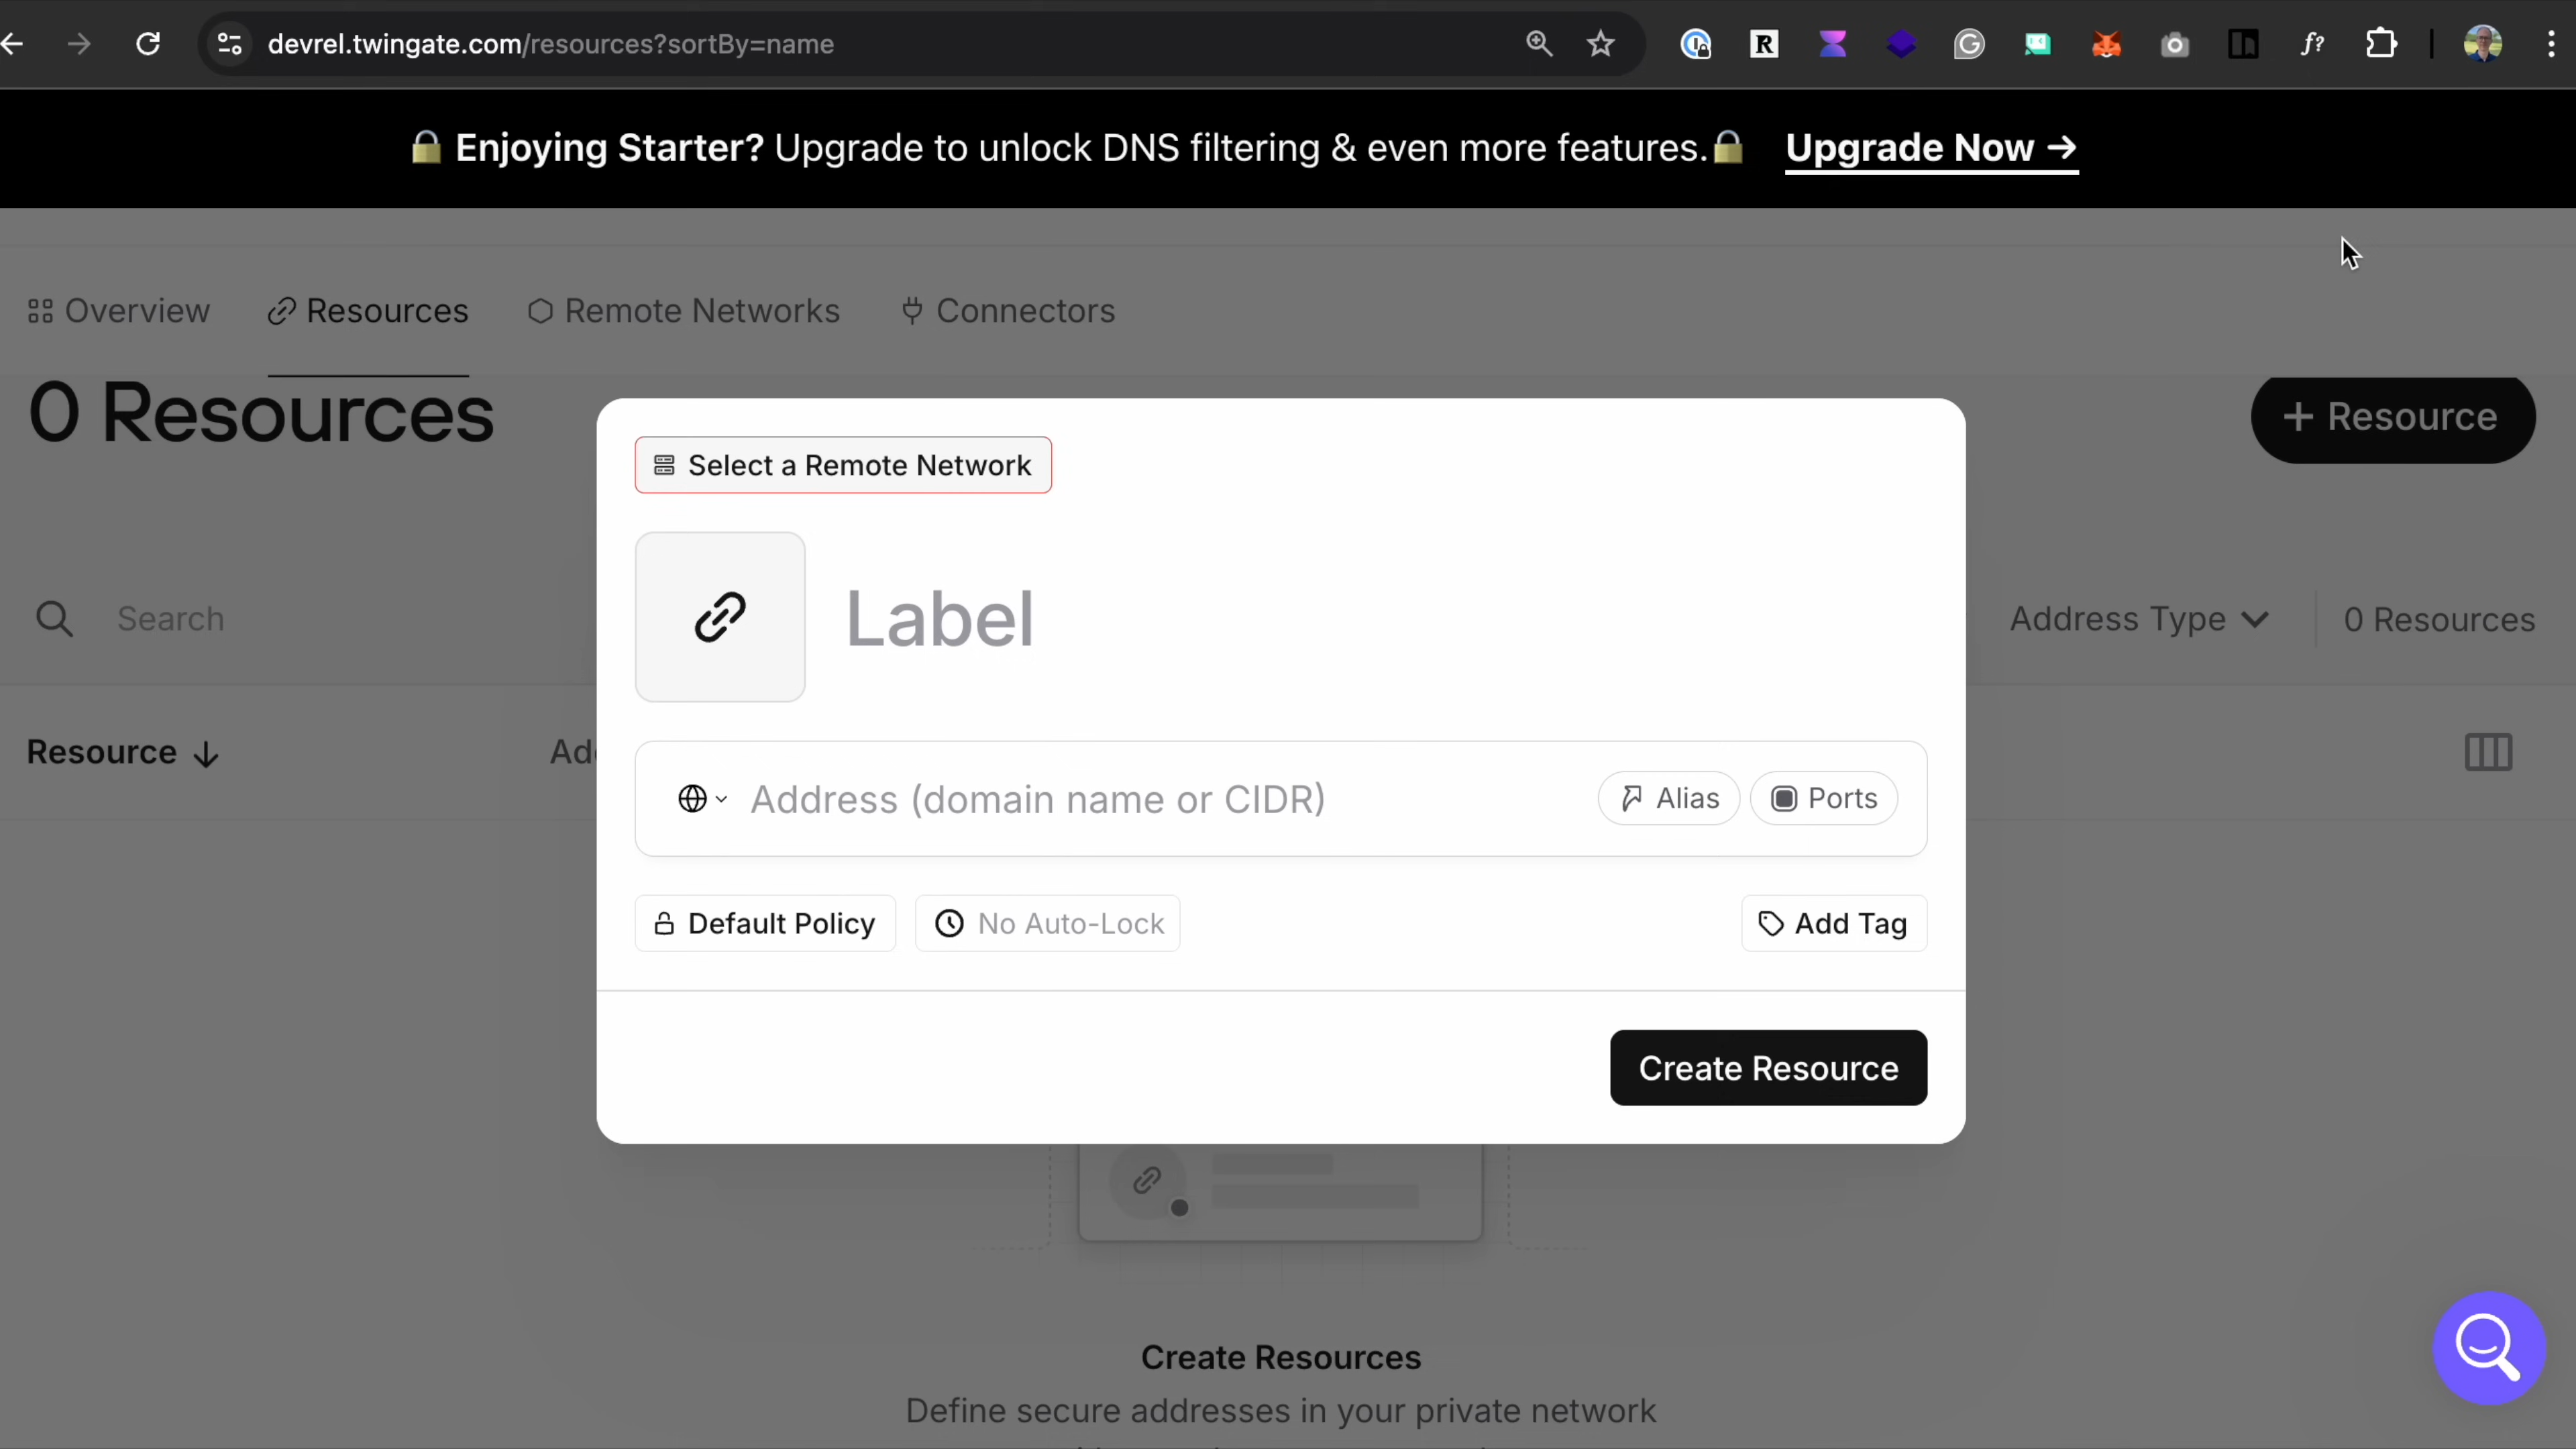 devrel.twingate.com/resources?sortBy=name
Enjoying Starter? Upgrade to unlock DNS filtering & even more features. Upgrade Now →
Overview
Resources
Remote Networks
Connectors
0 Resources
+ Resource
Select a Remote Network
Label
Search
Address Type
0 Resources
Resource ↓
Address (domain name or CIDR)
Alias
Ports
Default Policy
No Auto-Lock
Add Tag
Create Resource
Create Resources
Define secure addresses in your private network